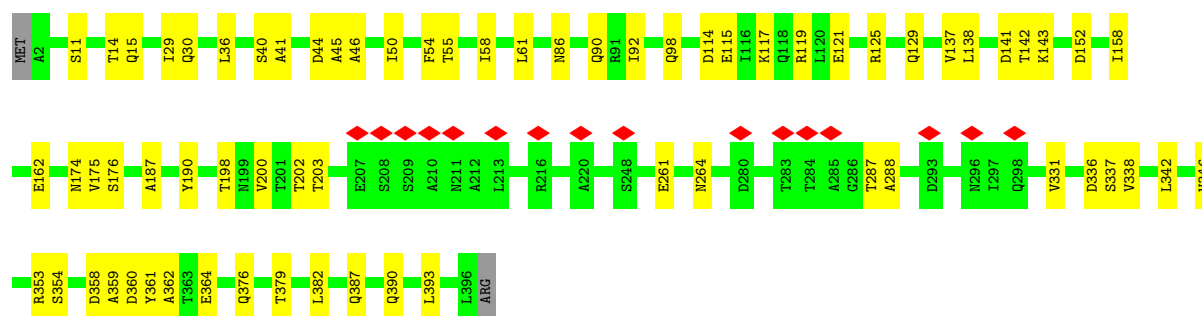 MET A2 S11 T14 Q15 I29 Q30 L36 S40 A41 D44 A45 A46 I50 F54 T55 I58 L61 N86 Q90 R91 I92 Q98 D114 E115 I116 K117 Q118 R119 L120 E121 R125 Q129 V137 L138 D141 T142 K143 D152 I158
E162 N174 V175 S176 A187 Y190 T198 N199 V200 T201 T202 T203 E207 S208 S209 A210 N211 A212 L213 R216 A220 S248 E261 N264 D280 T283 T284 A285 G286 T287 A288 D293 N296 I297 Q298 V331 D336 S337 V338 L342
R353 S354 D358 A359 D360 Y361 A362 T363 E364 Q376 T379 L382 Q387 Q390 L393 L396 ARG